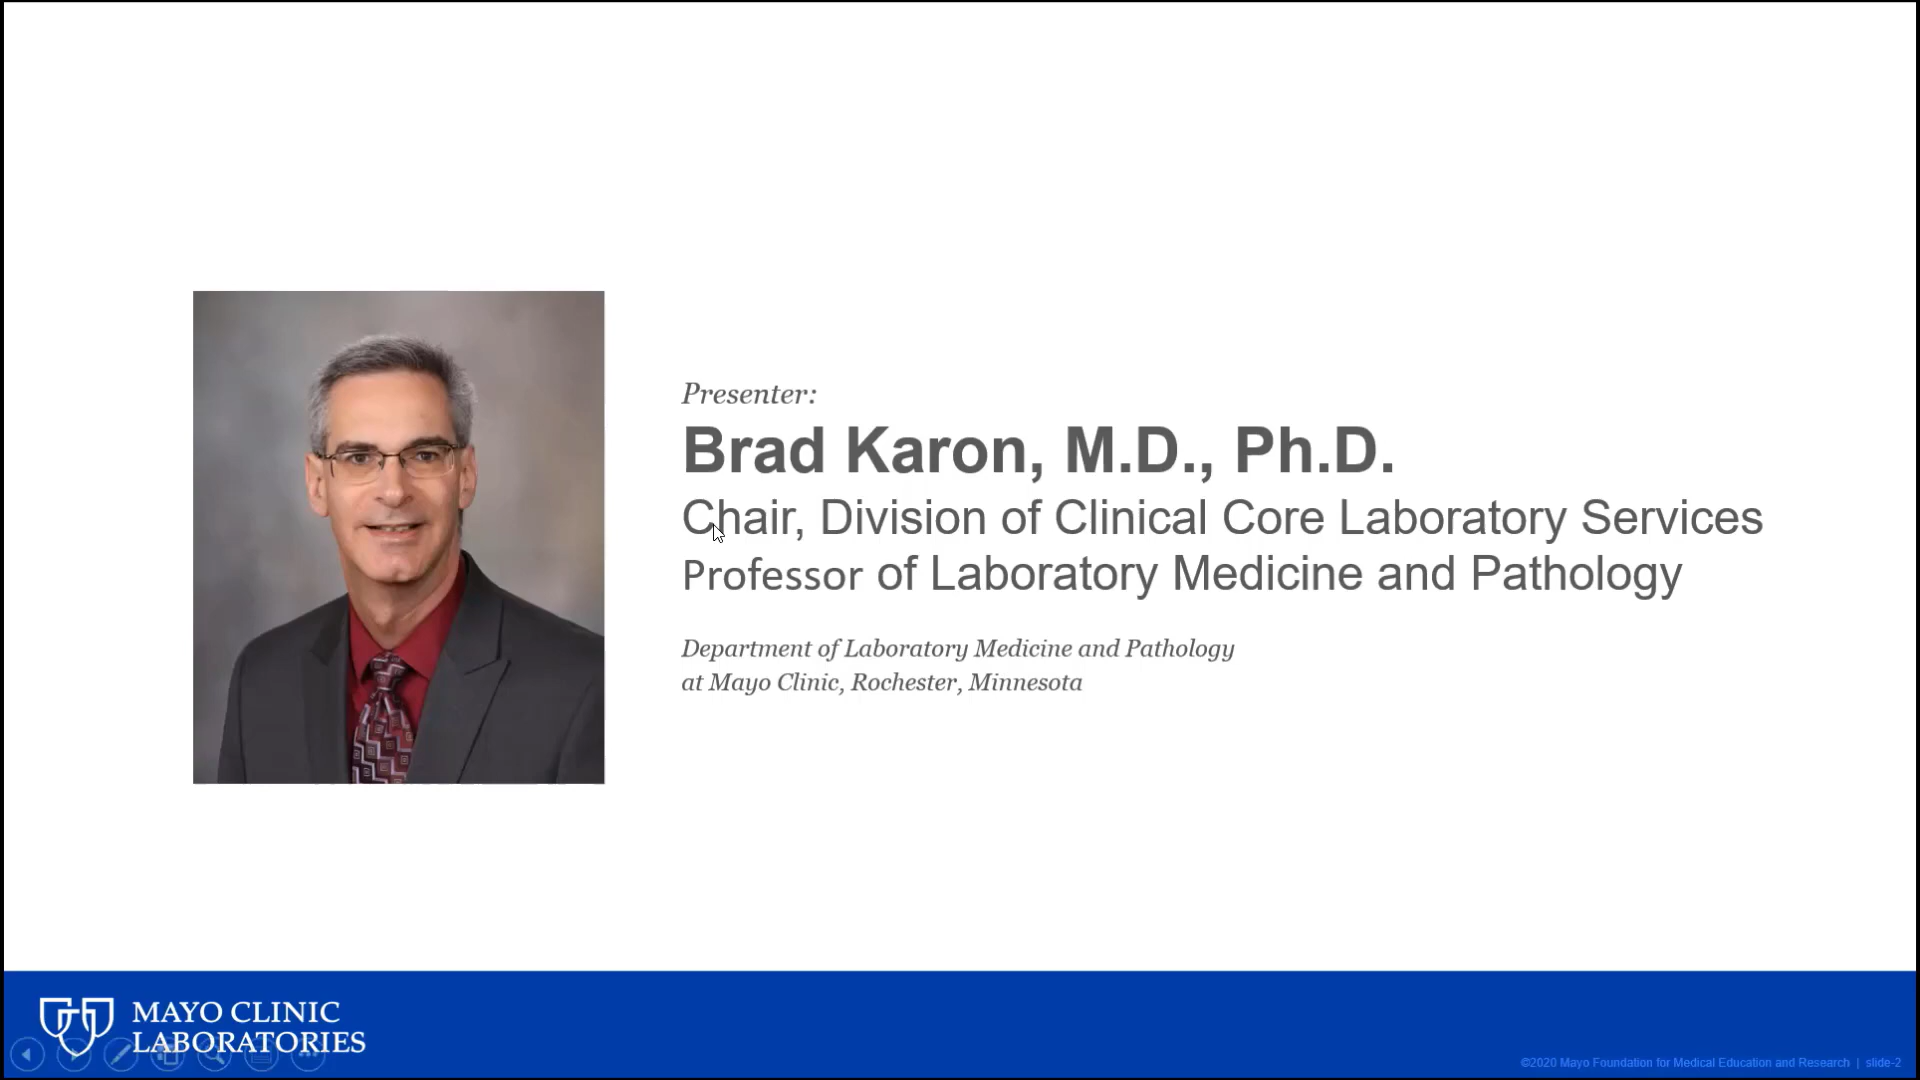 Presenter:
Brad Karon, M.D., Ph.D.
Chair, Division of Clinical Core Laboratory Services
Professor of Laboratory Medicine and Pathology
Department of Laboratory Medicine and Pathology
at Mayo Clinic, Rochester, Minnesota
MAYO CLINIC
LABORATORIES
©2020 Mayo Foundation for Medical Education and Research | slide-2